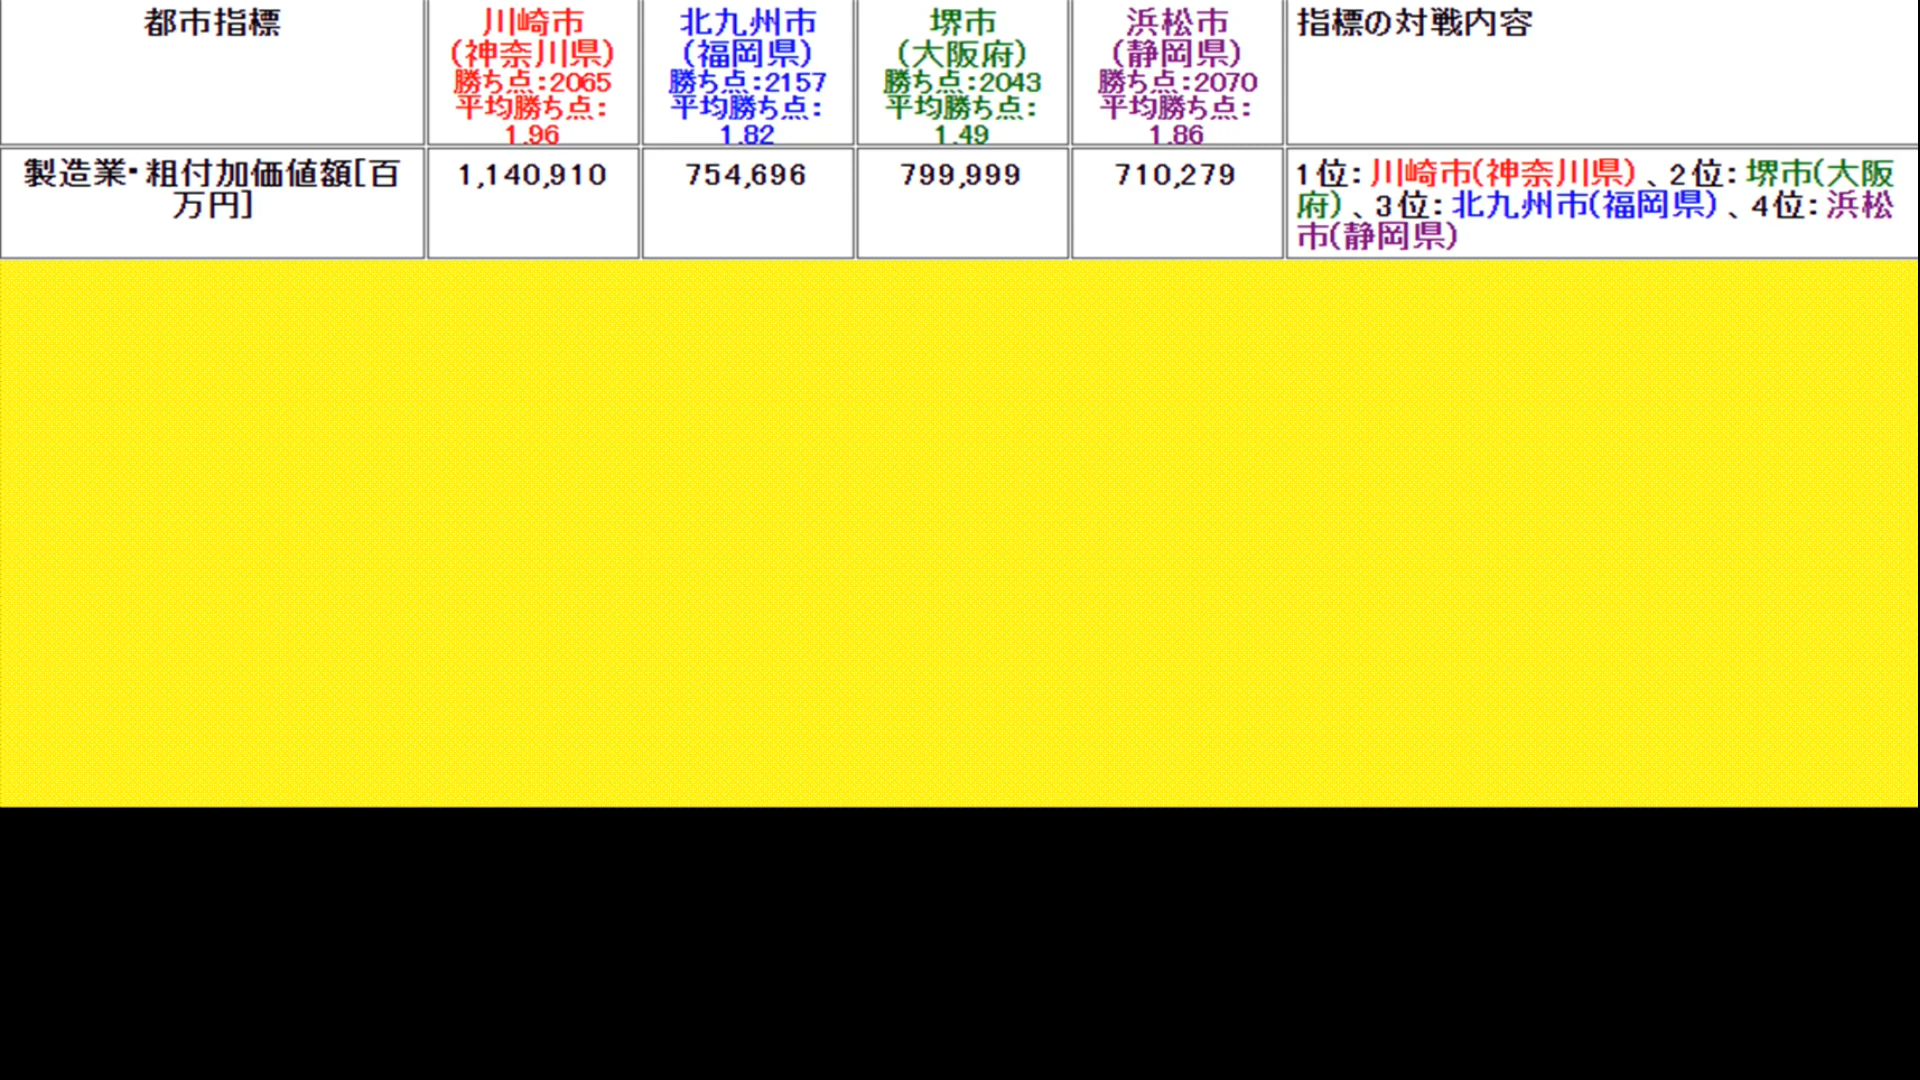 都市指標
川崎市
(神奈川県)
勝ち点:2065
平均勝ち点:
1.96
北九州市
(福岡県)
勝ち点:2157
平均勝ち点:
1.82
堺市
(大阪府)
勝ち点:2043
平均勝ち点:
1.49
浜松市
(静岡県)
勝ち点:2070
平均勝ち点:
1.86
指標の対戦内容
製造業・粗付加価値額[百
万円]
1,140,910
754,696
799,999
710,279
1位:川崎市(神奈川県)、2位:堺市(大阪
府)、3位:北九州市(福岡県)、4位:浜松
市(静岡県)